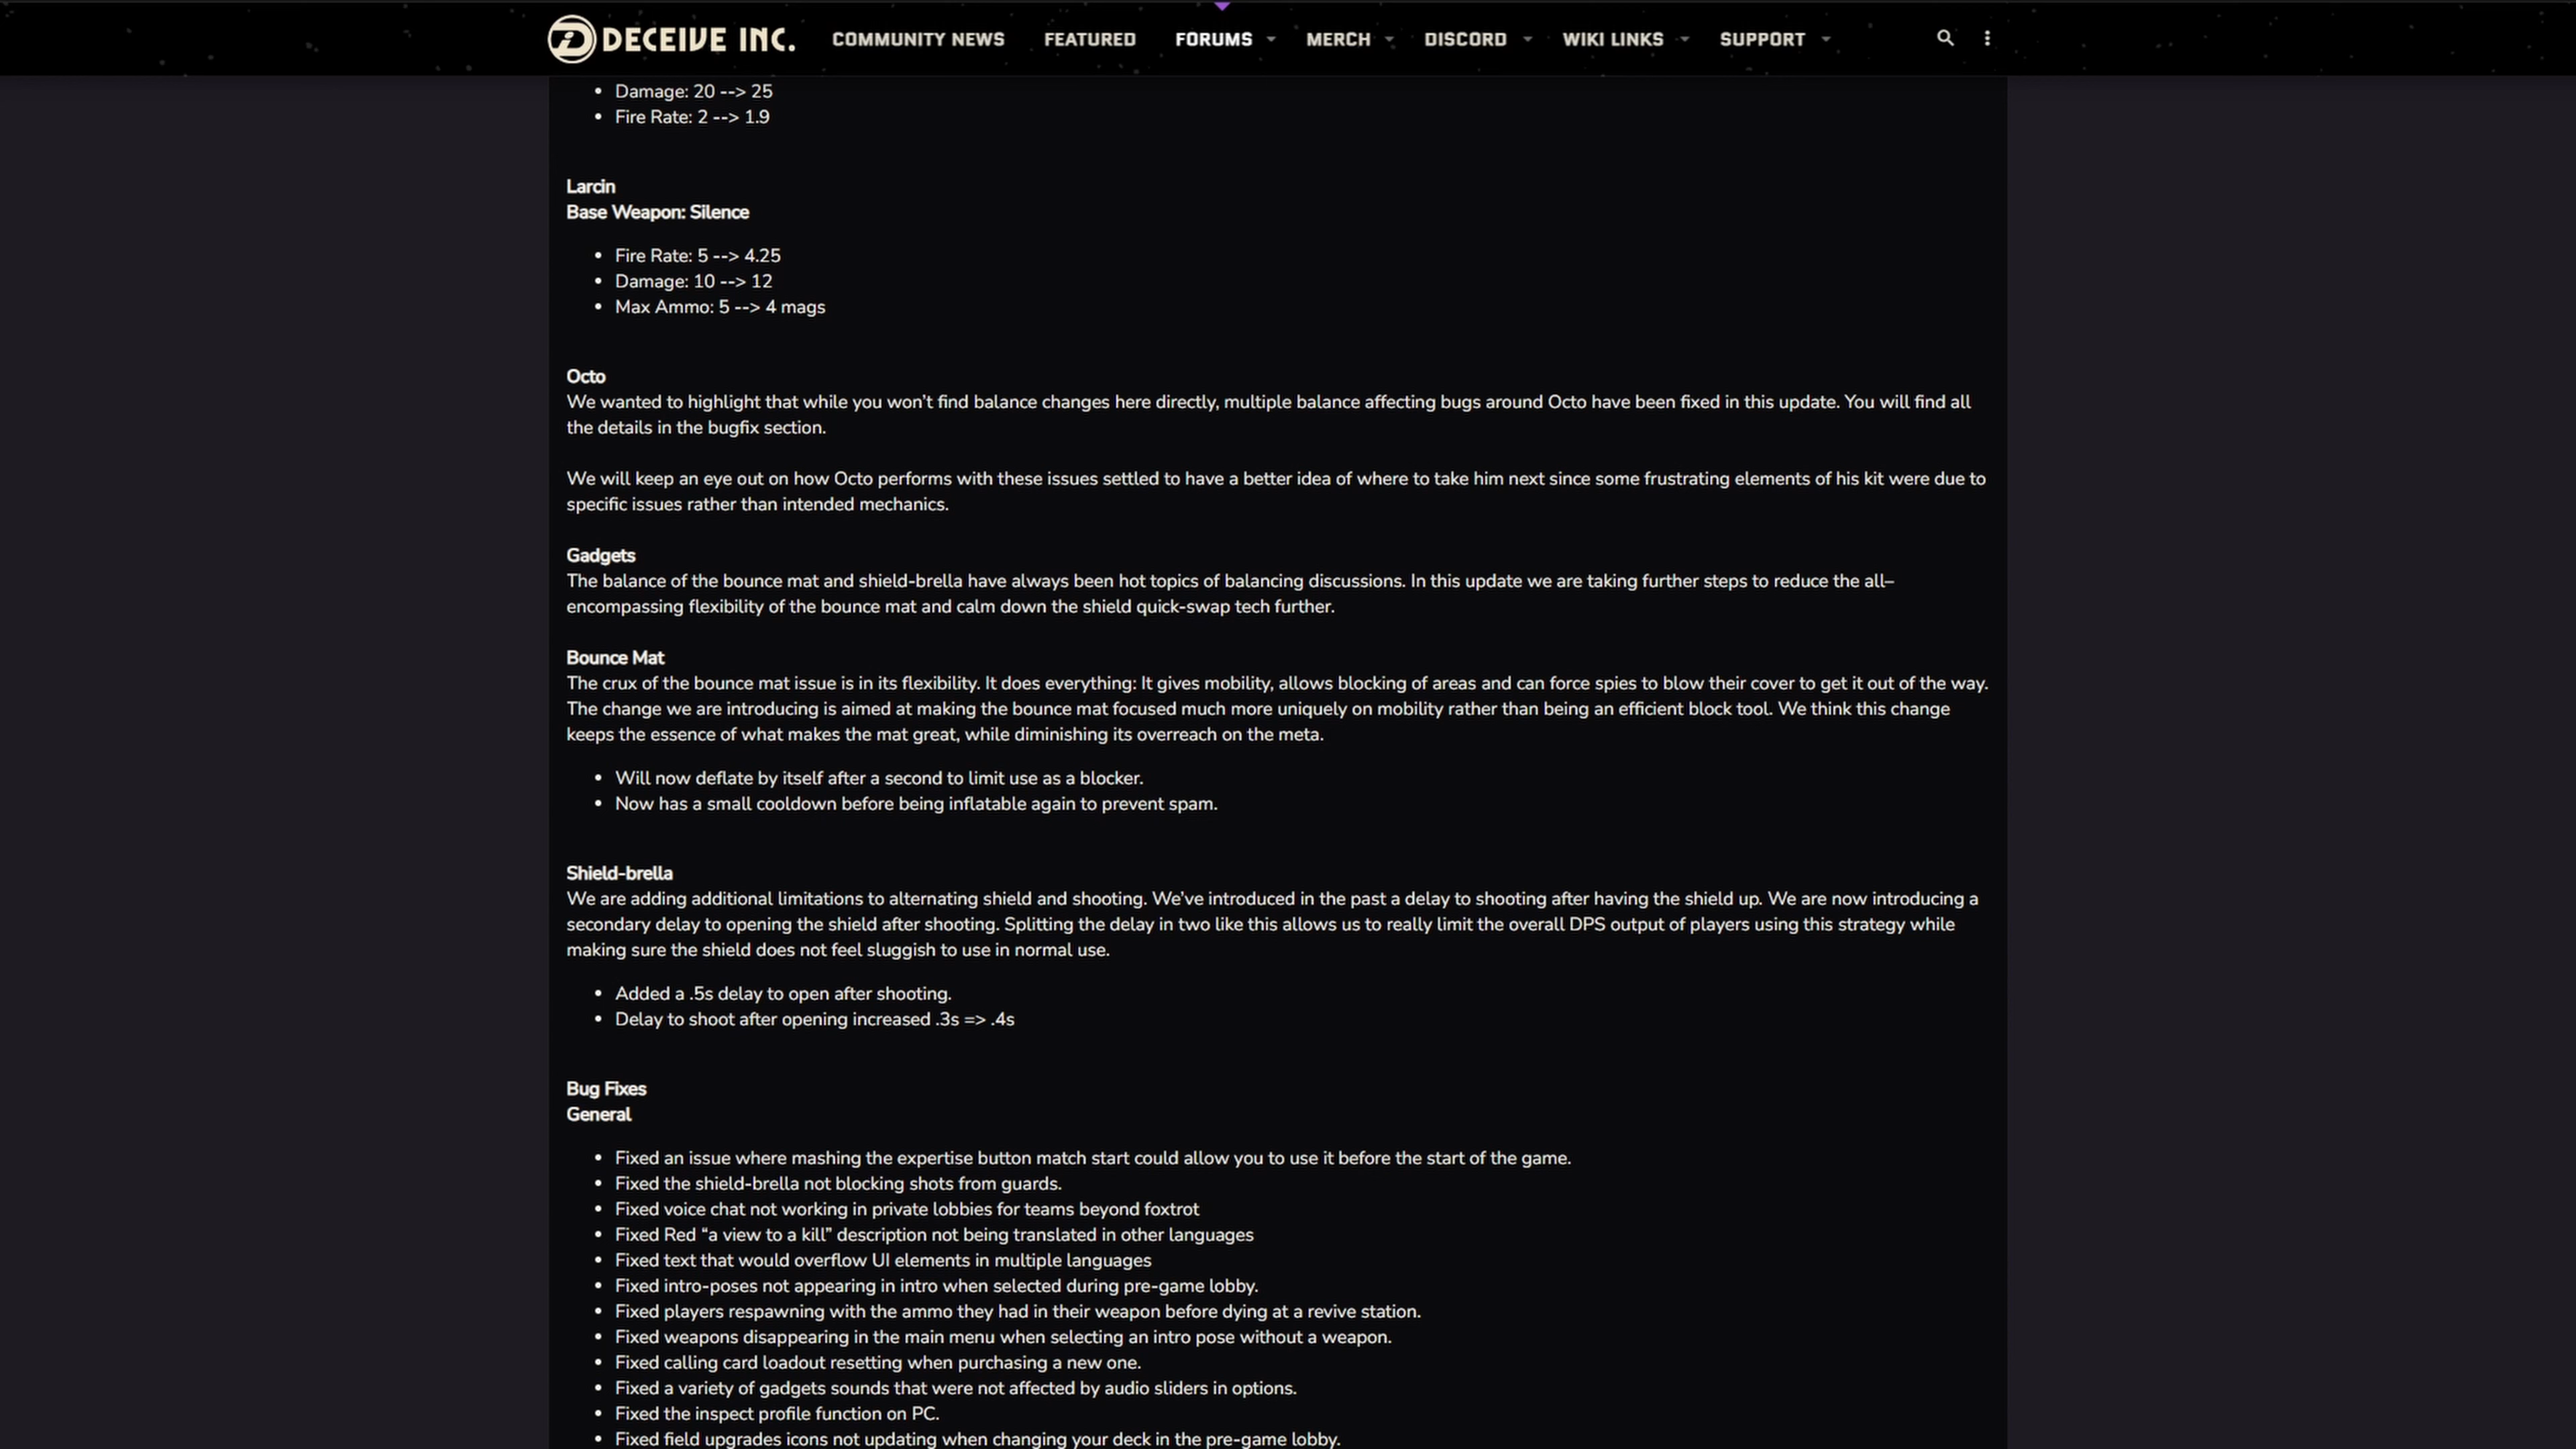 DECEIVE INC. COMMUNITY NEWS FEATURED FORUMS MERCH DISCORD WIKI LINKS SUPPORT
• Damage: 20 --> 25
• Fire Rate: 2 --> 1.9
Larcin
Base Weapon: Silence
• Fire Rate: 5 --> 4.25
• Damage: 10 --> 12
• Max Ammo: 5 --> 4 mags
Octo
We wanted to highlight that while you won't find balance changes here directly, multiple balance affecting bugs around Octo have been fixed in this update. You will find all
the details in the bugfix section.
We will keep an eye out on how Octo performs with these issues settled to have a better idea of where to take him next since some frustrating elements of his kit were due to
specific issues rather than intended mechanics.
Gadgets
The balance of the bounce mat and shield-brella have always been hot topics of balancing discussions. In this update we are taking further steps to reduce the all–
encompassing flexibility of the bounce mat and calm down the shield quick-swap tech further.
Bounce Mat
The crux of the bounce mat issue is in its flexibility. It does everything: It gives mobility, allows blocking of areas and can force spies to blow their cover to get it out of the way.
The change we are introducing is aimed at making the bounce mat focused much more uniquely on mobility rather than being an efficient block tool. We think this change
keeps the essence of what makes the mat great, while diminishing its overreach on the meta.
• Will now deflate by itself after a second to limit use as a blocker.
• Now has a small cooldown before being inflatable again to prevent spam.
Shield-brella
We are adding additional limitations to alternating shield and shooting. We've introduced in the past a delay to shooting after having the shield up. We are now introducing a
secondary delay to opening the shield after shooting. Splitting the delay in two like this allows us to really limit the overall DPS output of players using this strategy while
making sure the shield does not feel sluggish to use in normal use.
• Added a .5s delay to open after shooting.
• Delay to shoot after opening increased .3s => .4s
Bug Fixes
General
• Fixed an issue where mashing the expertise button match start could allow you to use it before the start of the game.
• Fixed the shield-brella not blocking shots from guards.
• Fixed voice chat not working in private lobbies for teams beyond foxtrot
• Fixed Red “a view to a kill” description not being translated in other languages
• Fixed text that would overflow UI elements in multiple languages
• Fixed intro-poses not appearing in intro when selected during pre-game lobby.
• Fixed players respawning with the ammo they had in their weapon before dying at a revive station.
• Fixed weapons disappearing in the main menu when selecting an intro pose without a weapon.
• Fixed calling card loadout resetting when purchasing a new one.
• Fixed a variety of gadgets sounds that were not affected by audio sliders in options.
• Fixed the inspect profile function on PC.
• Fixed field upgrades icons not updating when changing your deck in the pre-game lobby.